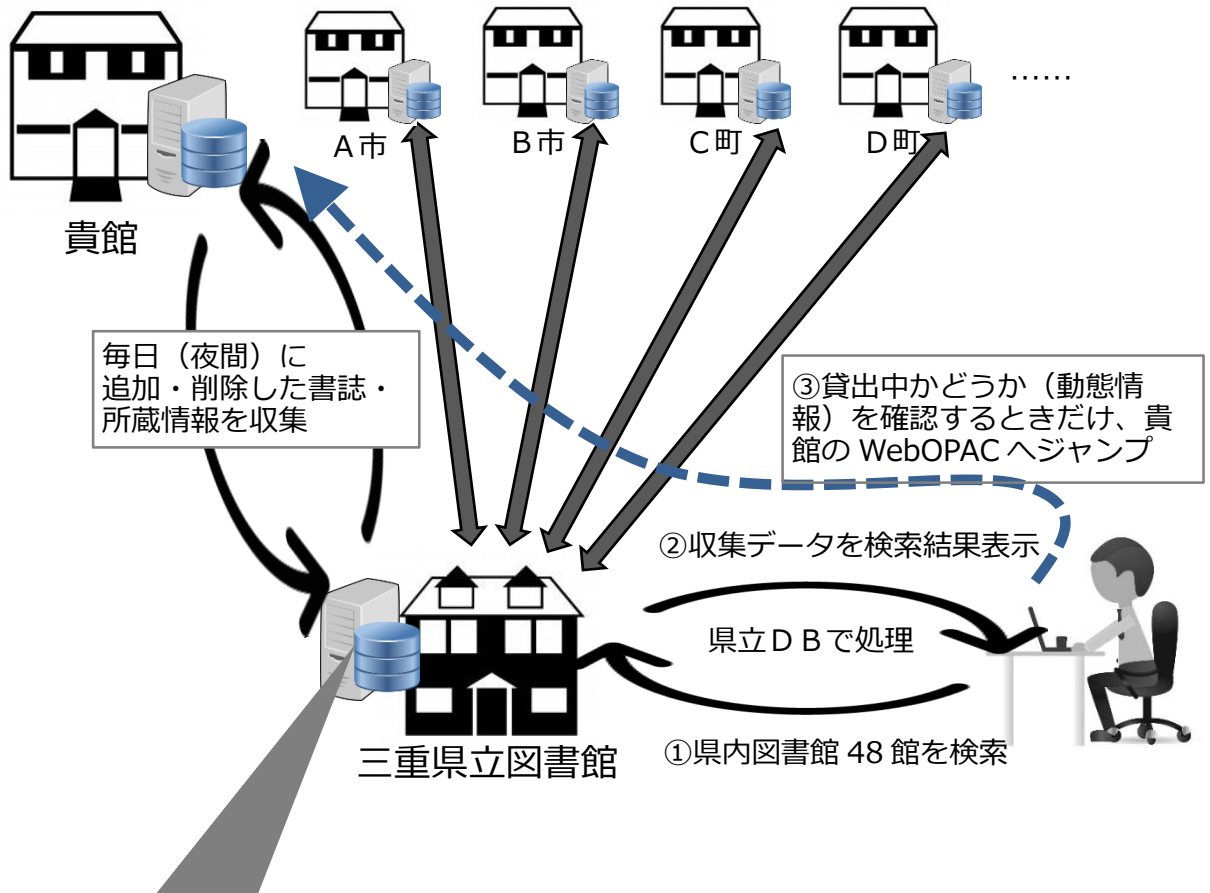 A市
B市
C町
D町
……
貴館
毎日（夜間）に
追加・削除した書誌・
所蔵情報を収集
③貸出中かどうか（動態情
報）を確認するときだけ、貴
館の WebOPAC へジャンプ
②収集データを検索結果表示
県立ＤＢで処理
①県内図書館 48 館を検索
三重県立図書館